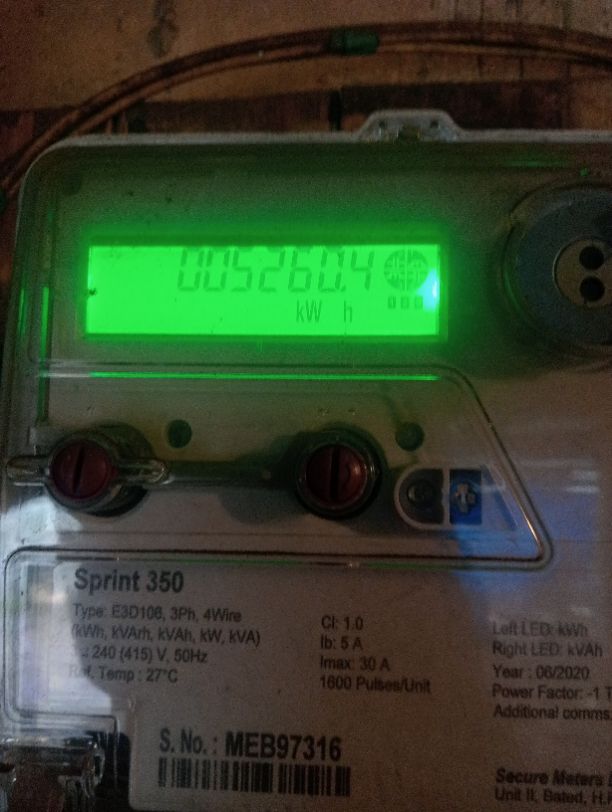 005260.4
kW h
Sprint 350
Type: E3D106, 3Ph, 4Wire
(kWh, kVArh, kVAh, kW, kVA)
240 (415) V, 50Hz
Ref. Temp : 27°C
Cl: 1.0
Ib: 5 A
Imax: 30 A
1600 Pulses/Unit
Left LED: kWh
Right LED: kVAh
Year : 06/2020
Power Factor: -1 T
Additional comms
S. No. : MEB97316
Secure Meters
Unit II, Bated, H.